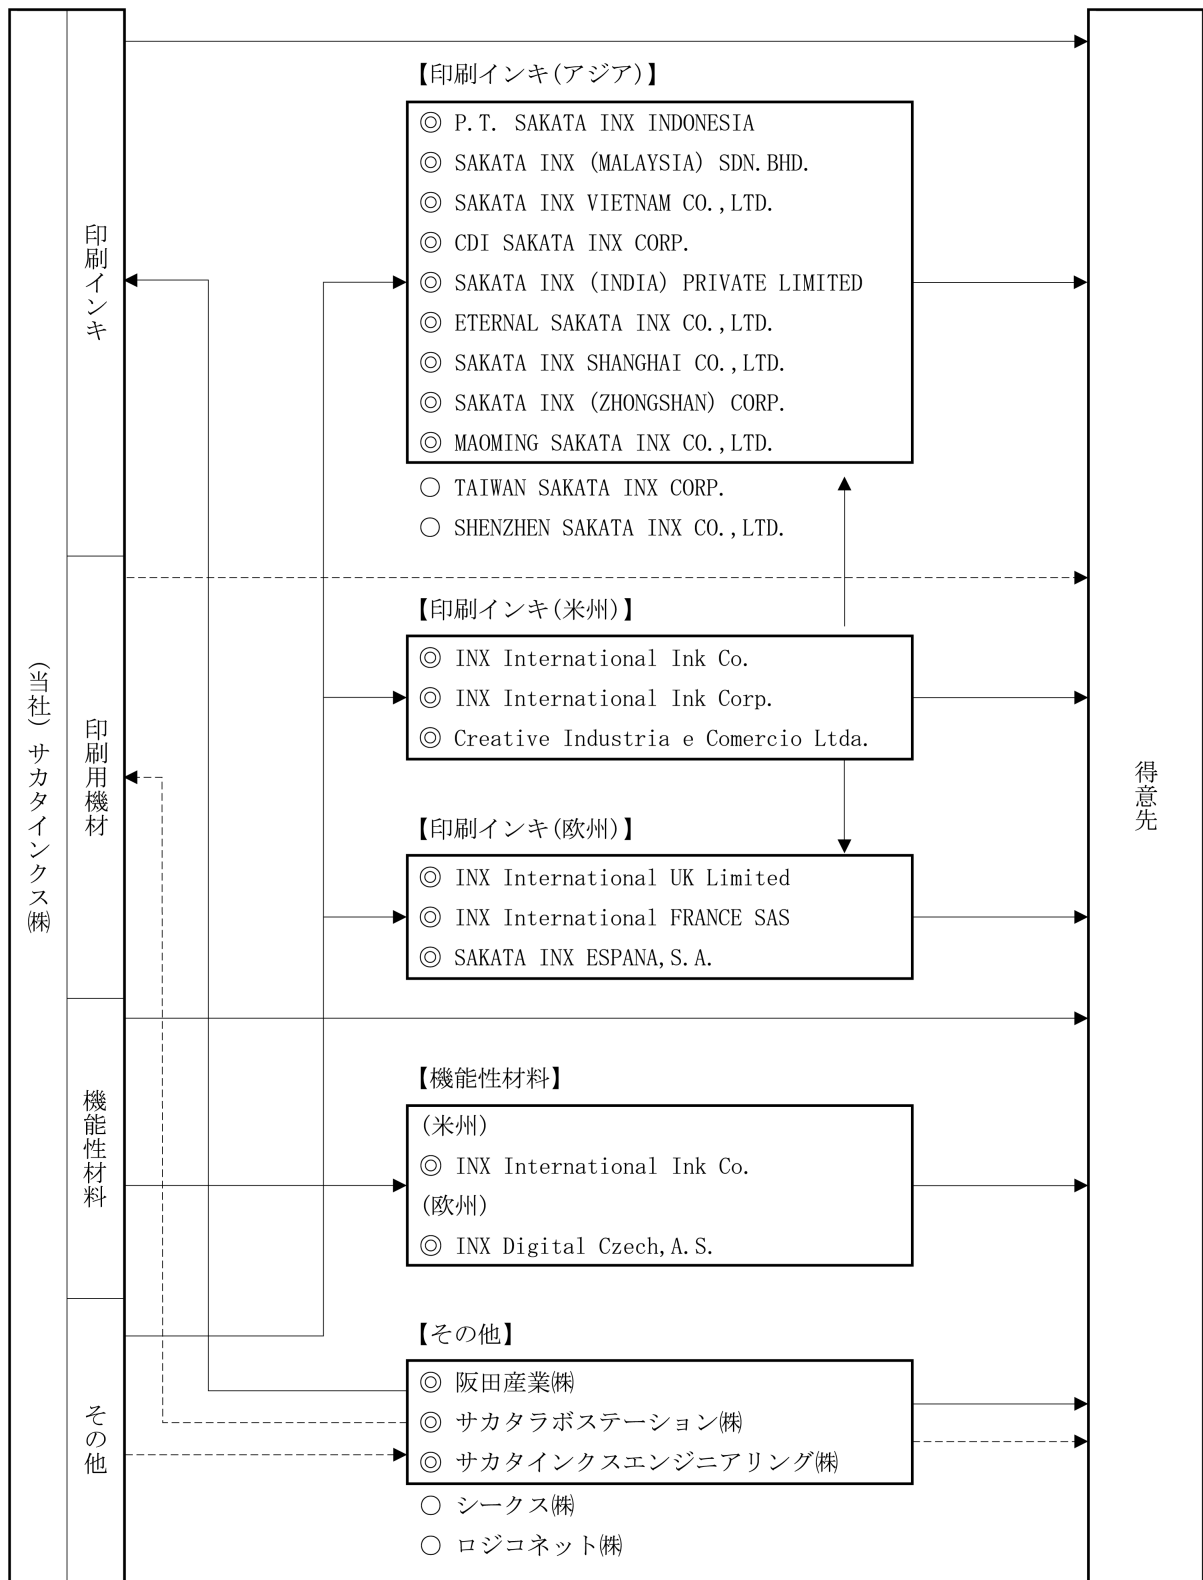 (当社)サカタインクス㈱
印刷インキ
印刷用機材
機能性材料
その他
【印刷インキ(アジア)】
◎ P.T. SAKATA INX INDONESIA
◎ SAKATA INX (MALAYSIA) SDN.BHD.
◎ SAKATA INX VIETNAM CO.,LTD.
◎ CDI SAKATA INX CORP.
◎ SAKATA INX (INDIA) PRIVATE LIMITED
◎ ETERNAL SAKATA INX CO.,LTD.
◎ SAKATA INX SHANGHAI CO.,LTD.
◎ SAKATA INX (ZHONGSHAN) CORP.
◎ MAOMING SAKATA INX CO.,LTD.
○ TAIWAN SAKATA INX CORP.
○ SHENZHEN SAKATA INX CO.,LTD.
【印刷インキ(米州)】
◎ INX International Ink Co.
◎ INX International Ink Corp.
◎ Creative Industria e Comercio Ltda.
【印刷インキ(欧州)】
◎ INX International UK Limited
◎ INX International FRANCE SAS
◎ SAKATA INX ESPANA,S.A.
【機能性材料】
(米州)
◎ INX International Ink Co.
(欧州)
◎ INX Digital Czech,A.S.
【その他】
◎ 阪田産業㈱
◎ サカタラボステーション㈱
◎ サカタインクスエンジニアリング㈱
○ シークス㈱
○ ロジコネット㈱
得意先